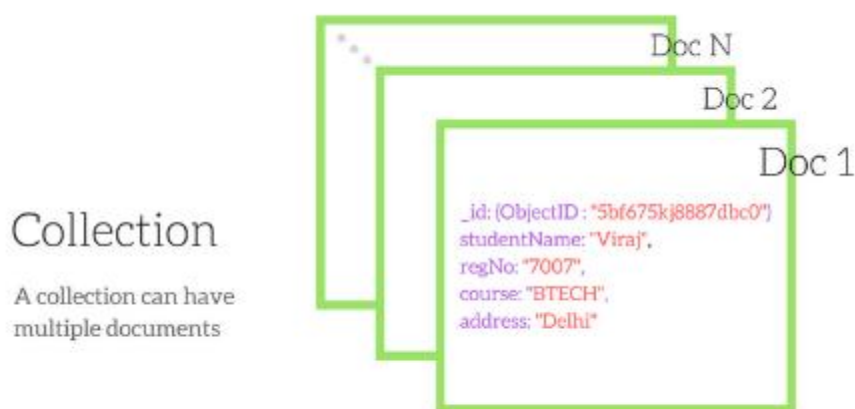 Doc N
Doc 2
Doc 1
_id: (ObjectID : "5bf675kj8887dbc0")
studentName: "Viraj",
regNo: "7007",
course: "BTECH",
address: "Delhi"
Collection
A collection can have
multiple documents